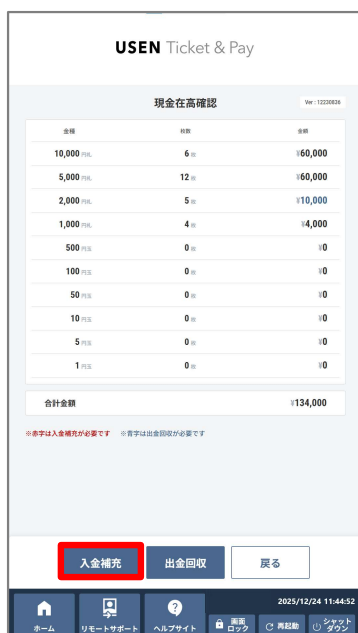 USEN Ticket & Pay
現金在高確認
Ver : 12230836
金種 枚数 金額
10,000 円札 6 枚 ¥60,000
5,000 円札 12 枚 ¥60,000
2,000 円札 5 枚 ¥10,000
1,000 円札 4 枚 ¥4,000
500 円玉 0 枚 ¥0
100 円玉 0 枚 ¥0
50 円玉 0 枚 ¥0
10 円玉 0 枚 ¥0
5 円玉 0 枚 ¥0
1 円玉 0 枚 ¥0
合計金額 ¥134,000
※赤字は入金補充が必要です ※青字は出金回収が必要です
入金補充 出金回収 戻る
2025/12/24 11:44:52
ホーム リモートサポート ヘルプサイト 画面ロック 再起動 シャットダウン